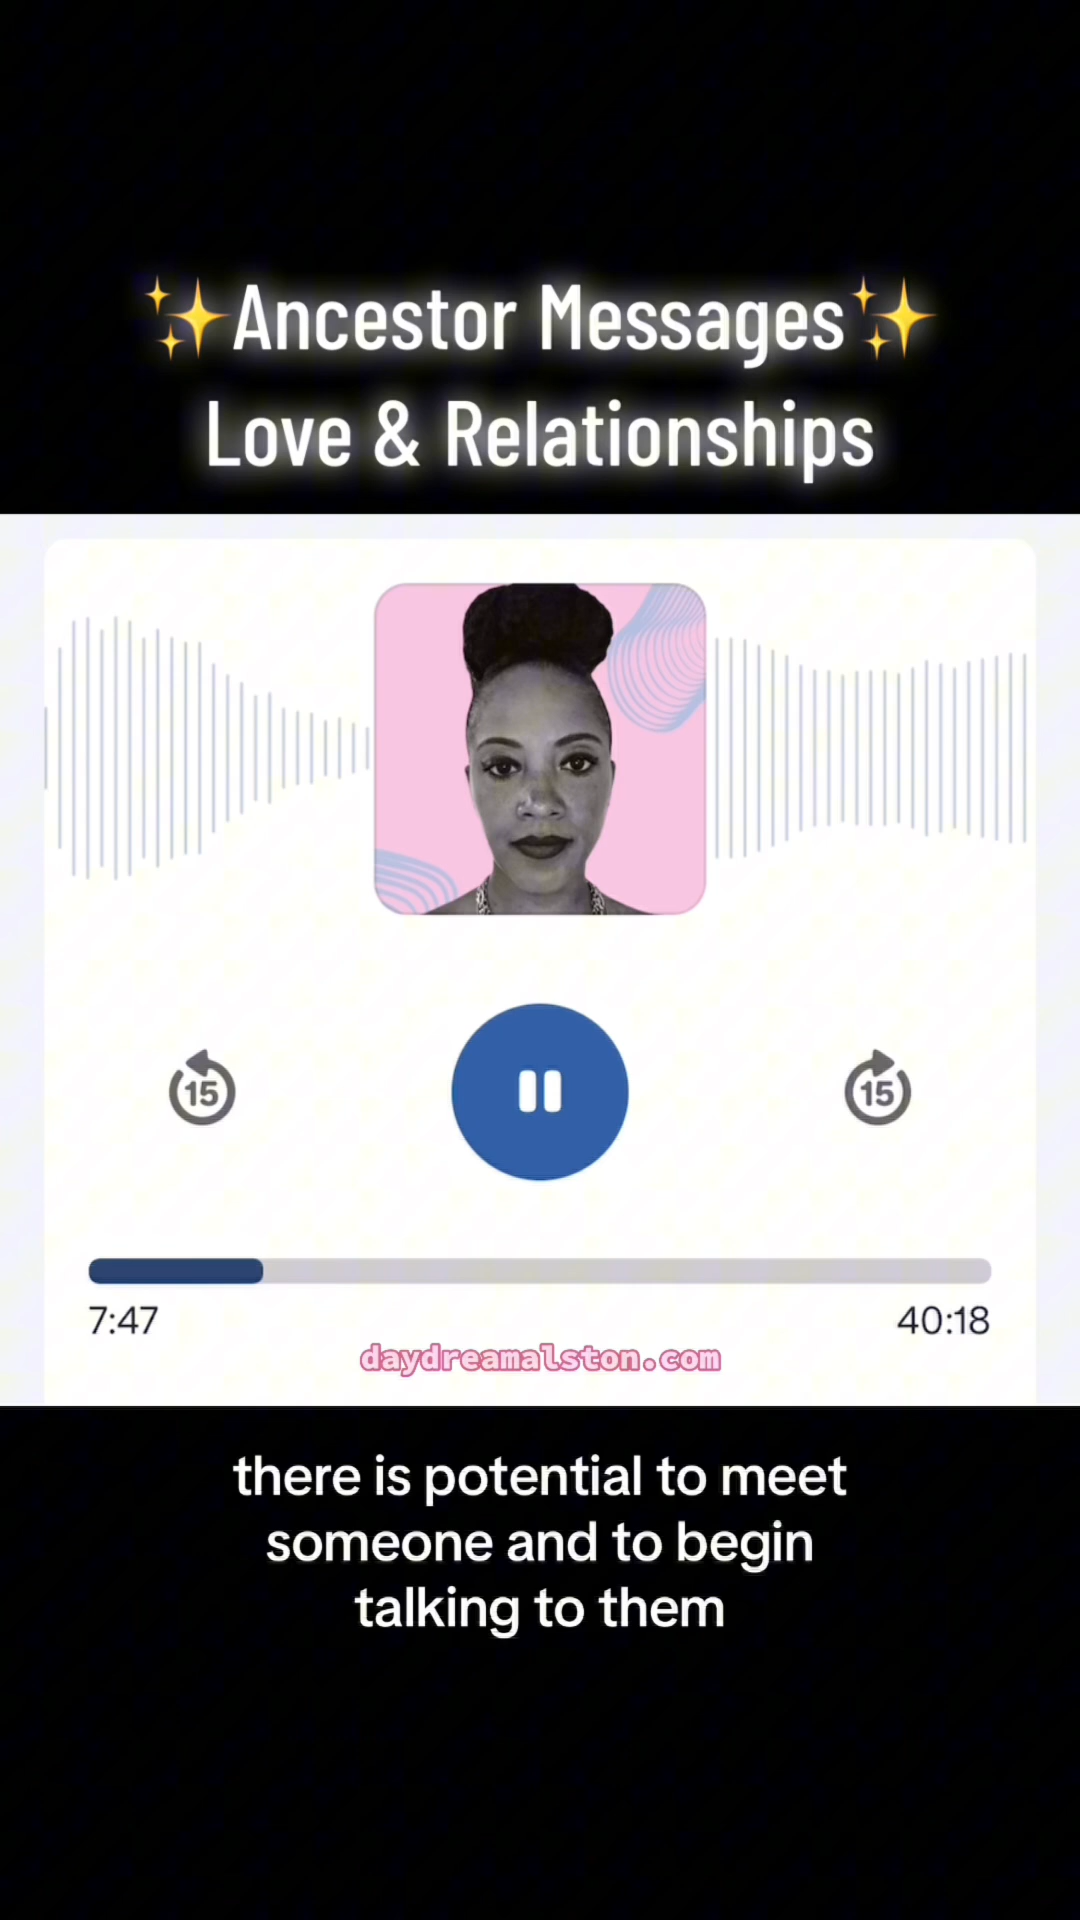 ✨Ancestor Messages✨
Love & Relationships
15
15
7:47
40:18
daydreamalston.com
there is potential to meet
someone and to begin
talking to them